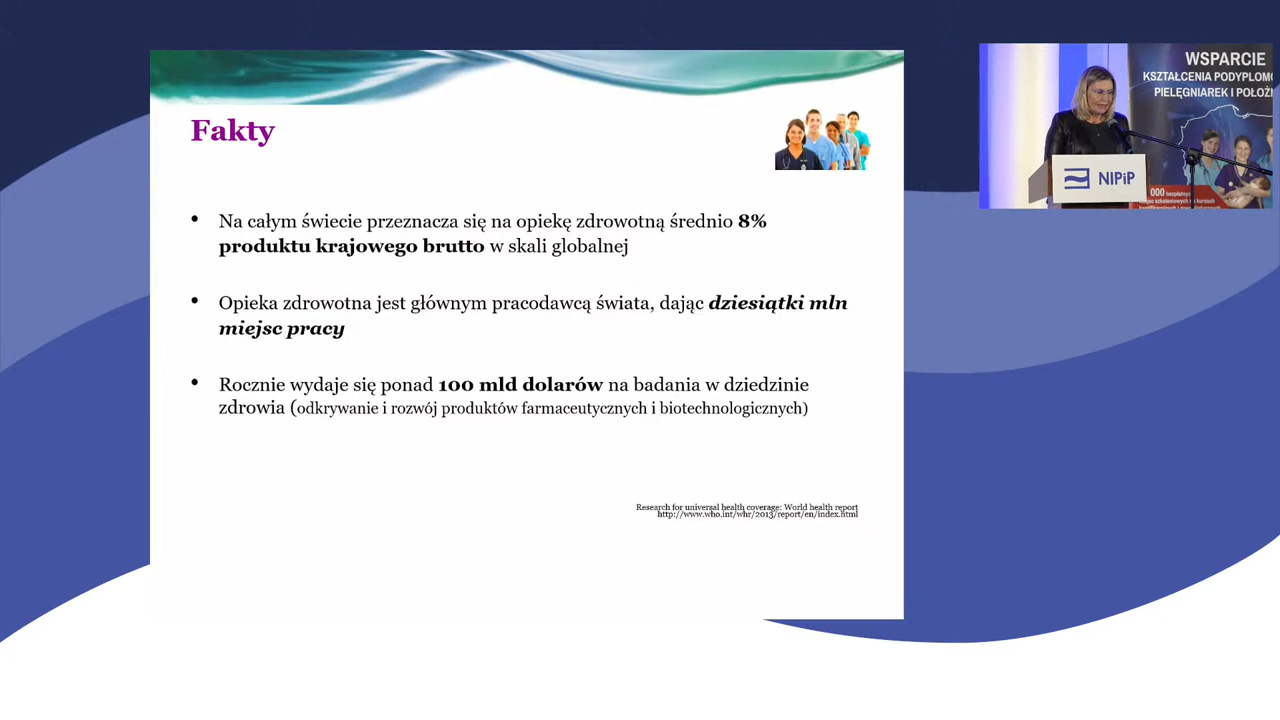 Fakty
• Na całym świecie przeznacza się na opiekę zdrowotną średnio 8%
produktu krajowego brutto w skali globalnej
• Opieka zdrowotna jest głównym pracodawcą świata, dając dziesiątki mln
miejsc pracy
• Rocznie wydaje się ponad 100 mld dolarów na badania w dziedzinie
zdrowia (odkrywanie i rozwój produktów farmaceutycznych i biotechnologicznych)
Research for universal health coverage: World health report
http://www.who.int/whr/2013/report/en/index.html
WSPARCIE
KSZTAŁCENIA PODYPLOMO
PIELĘGNIAREK I POŁOŻN
NIPiP
000 bezpłatnych